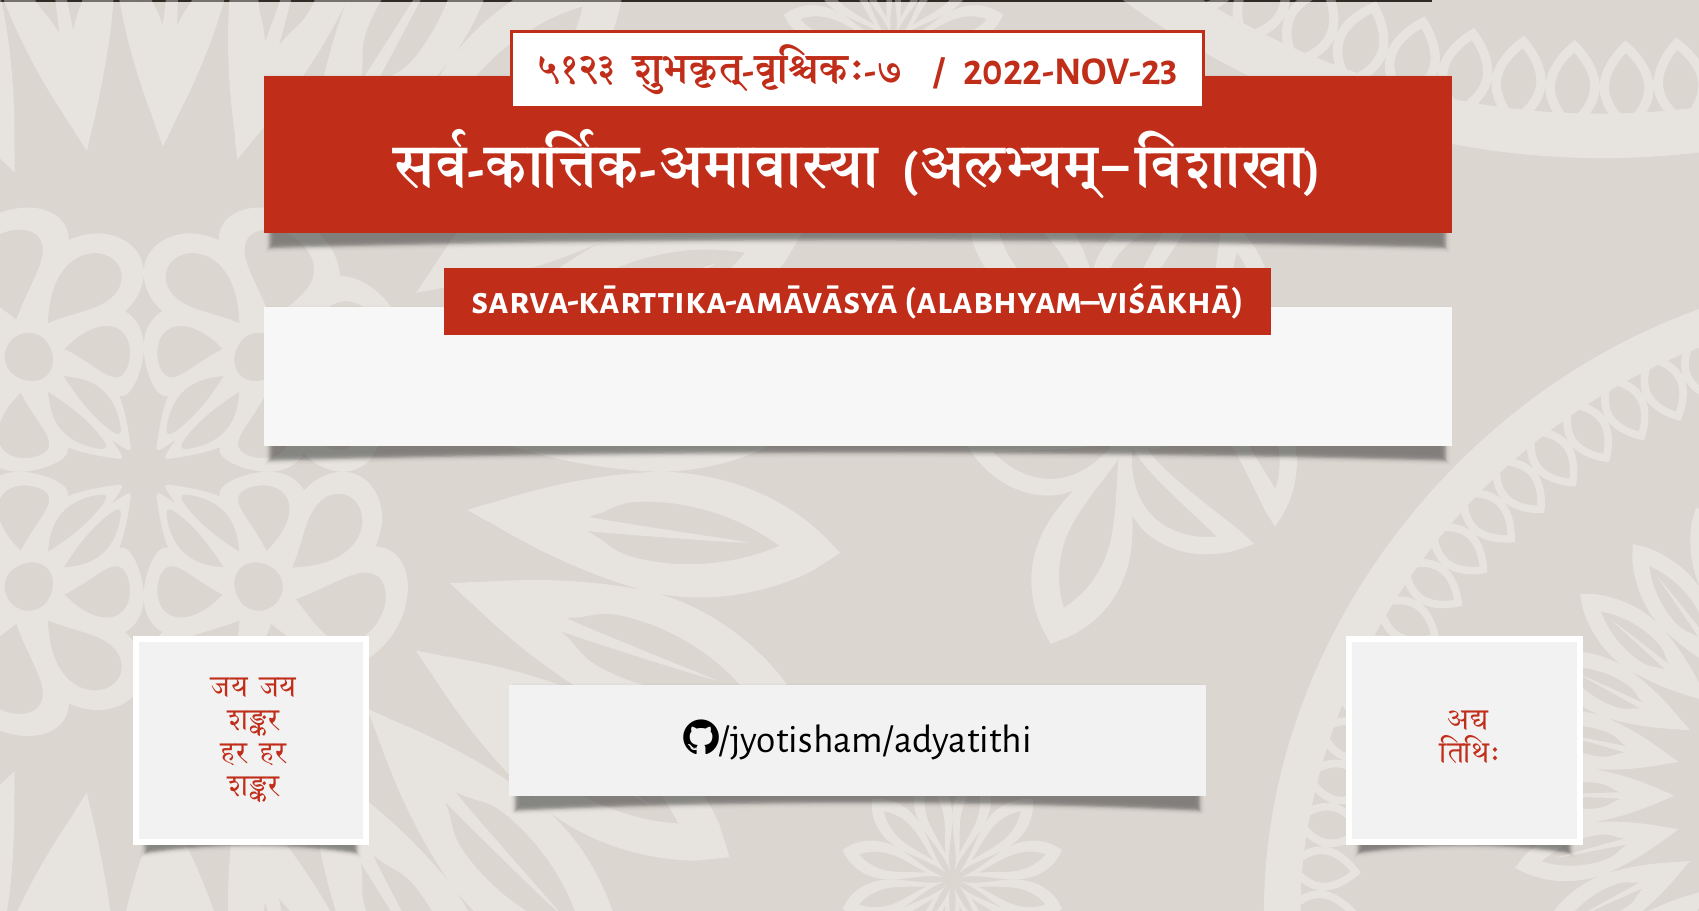 ५१२३ शुभकृत्-वृश्चिकः-७ / 2022-NOV-23
सर्व-कार्त्तिक-अमावास्या (अलभ्यम्–विशाखा)
SARVA-KĀRTTIKA-AMĀVĀSYĀ (ALABHYAM–VIŚĀKHĀ)
जय जय
शङ्कर
हर हर
शङ्कर
/jyotisham/adyatithi
अद्य
तिथिः